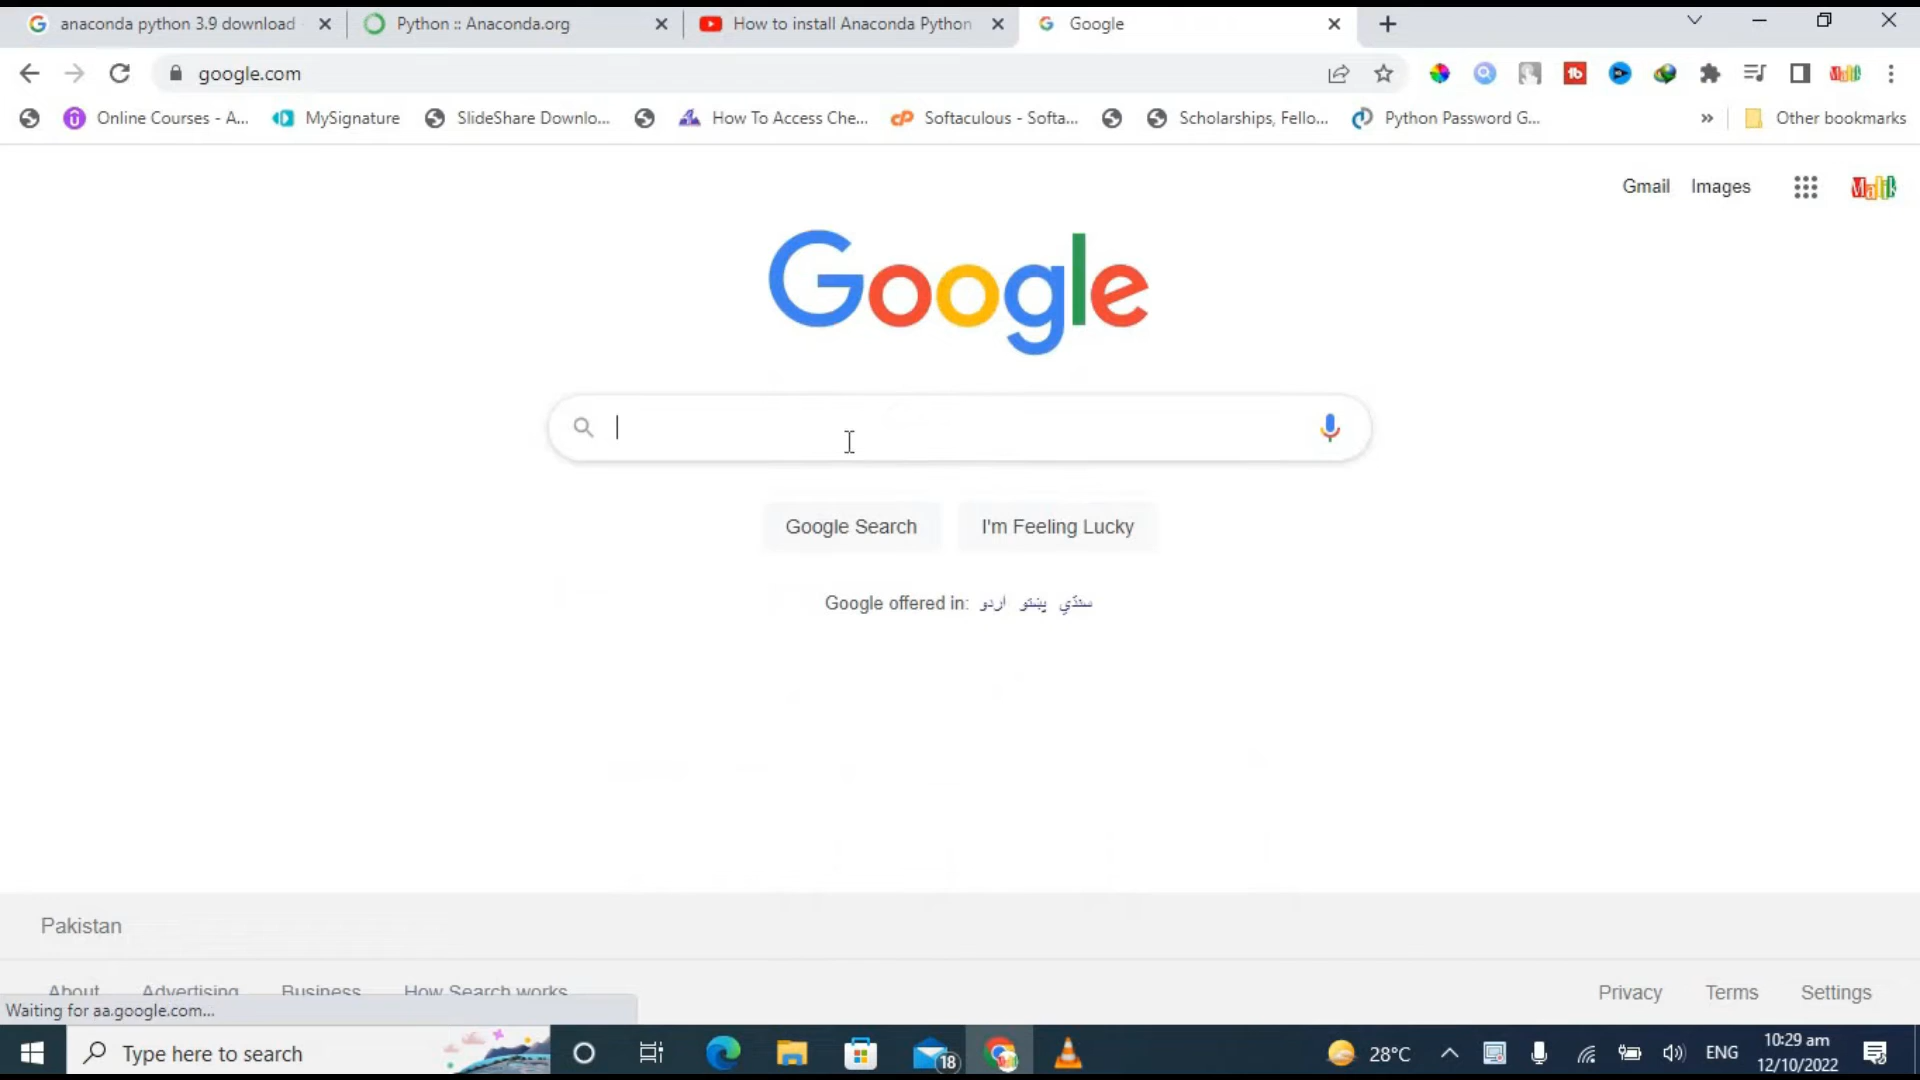 anaconda python 3.9 download
Python :: Anaconda.org
How to install Anaconda Python
Google
google.com
Online Courses - A...
MySignature
SlideShare Downlo...
How To Access Che...
cP
Softaculous - Softa...
Scholarships, Fello...
Python Password G...
»
Other bookmarks
Gmail
Images
Malik
Google
Google Search
I'm Feeling Lucky
Google offered in: اردو پښتو سنڌي
Pakistan
About
Advertising
Business
How Search works
Privacy
Terms
Settings
Waiting for aa.google.com...
Type here to search
18
28°C
ENG
10:29 am
12/10/2022